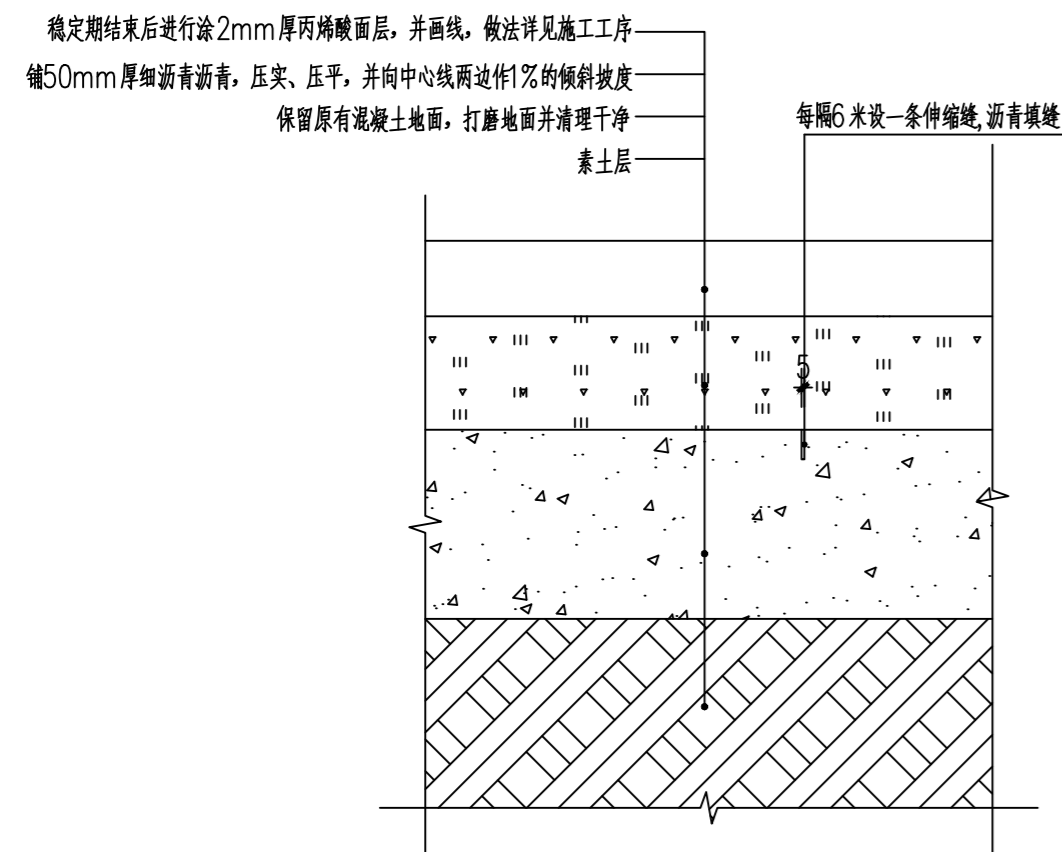 稳定期结束后进行涂2mm厚丙烯酸面层，并画线，做法详见施工工序
铺50mm厚细沥青沥青，压实、压平，并向中心线两边作1%的倾斜坡度
保留原有混凝土地面，打磨地面并清理干净
素土层
每隔6米设一条伸缩缝,沥青填缝
5